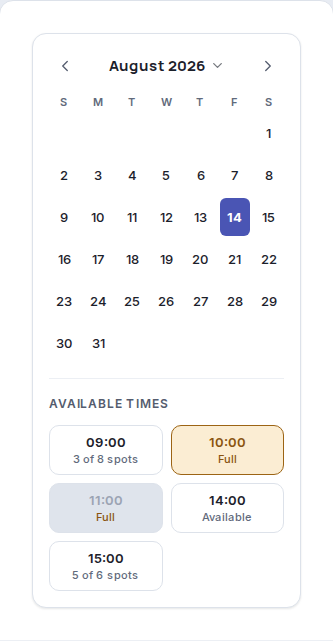 August 2026
S M T W T F S
1
2 3 4 5 6 7 8
9 10 11 12 13 14 15
16 17 18 19 20 21 22
23 24 25 26 27 28 29
30 31
AVAILABLE TIMES
09:00
3 of 8 spots
10:00
Full
11:00
Full
14:00
Available
15:00
5 of 6 spots